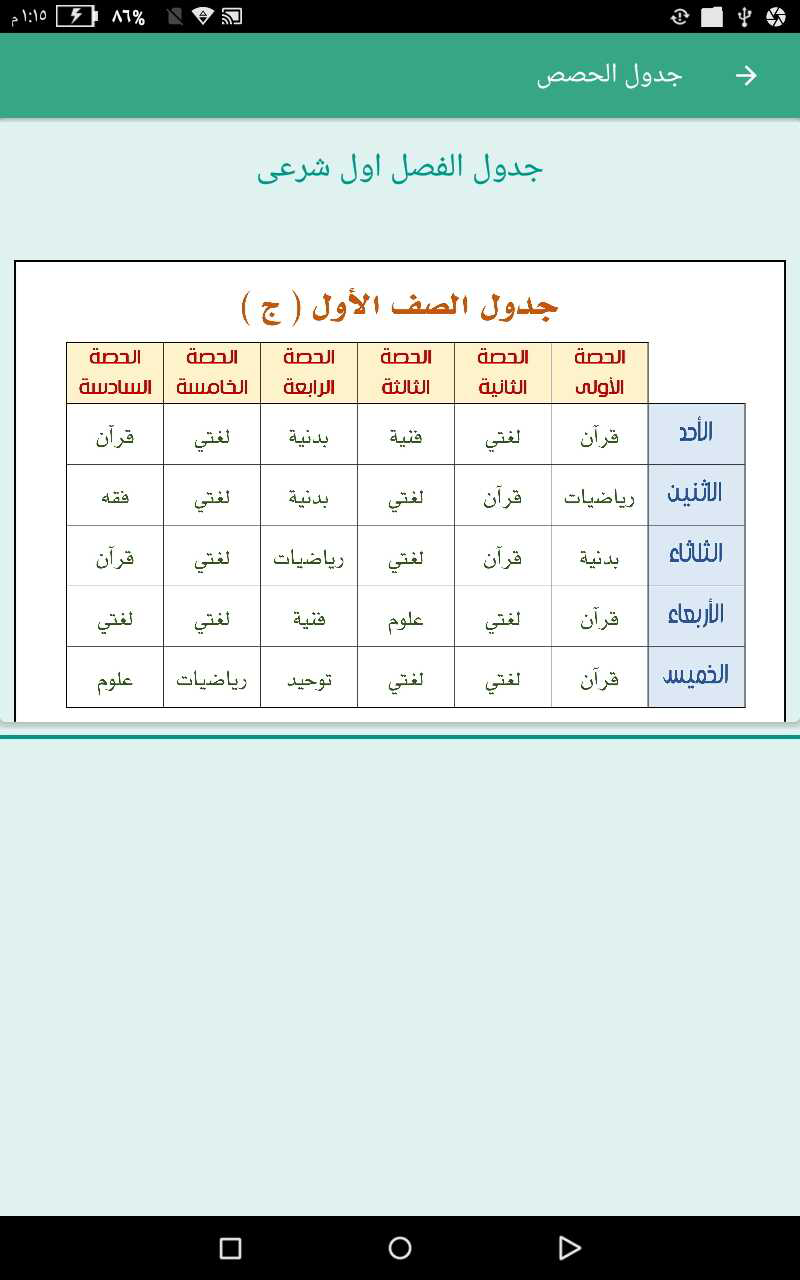 ١:١٥ م ٨٦%
جدول الحصص
جدول الفصل اول شرعى
جدول الصف الأول ( ج )
الحصة الأولى الحصة الثانية الحصة الثالثة الحصة الرابعة الحصة الخامسة الحصة السادسة
الأحد قرآن لغتي فنية بدنية لغتي قرآن
الاثنين رياضيات قرآن لغتي بدنية لغتي فقه
الثلاثاء بدنية قرآن لغتي رياضيات لغتي قرآن
الأربعاء قرآن لغتي علوم فنية لغتي لغتي
الخميس قرآن لغتي لغتي توحيد رياضيات علوم